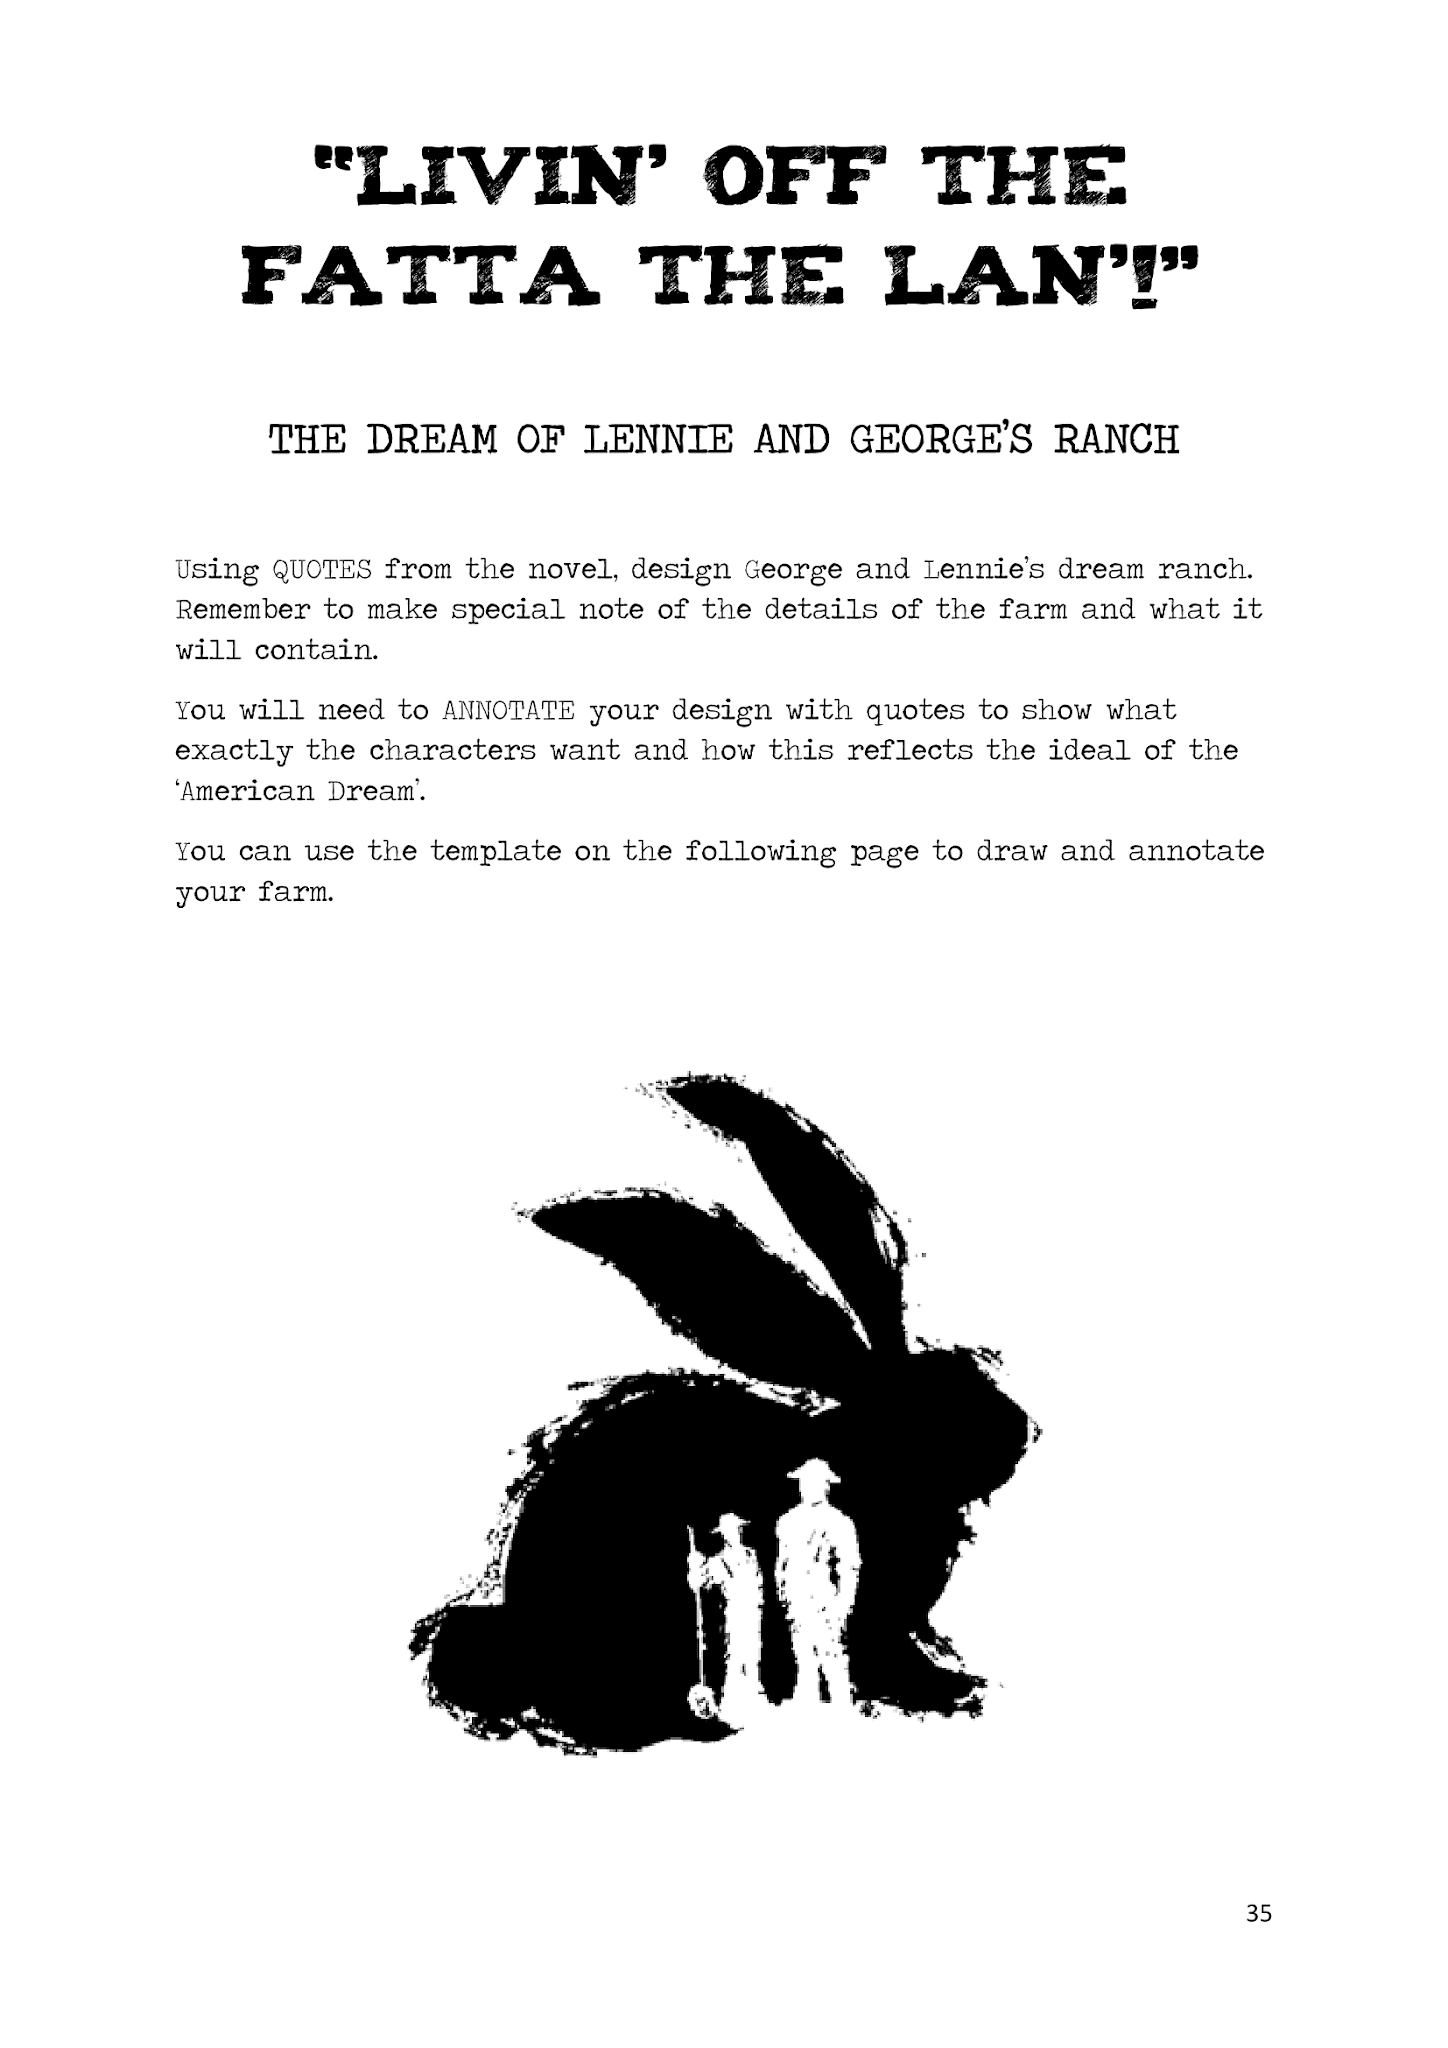 “LIVIN’ OFF THE
FATTA THE LAN’!”
THE DREAM OF LENNIE AND GEORGE’S RANCH
Using QUOTES from the novel, design George and Lennie’s dream ranch.
Remember to make special note of the details of the farm and what it
will contain.
You will need to ANNOTATE your design with quotes to show what
exactly the characters want and how this reflects the ideal of the
‘American Dream’.
You can use the template on the following page to draw and annotate
your farm.
35